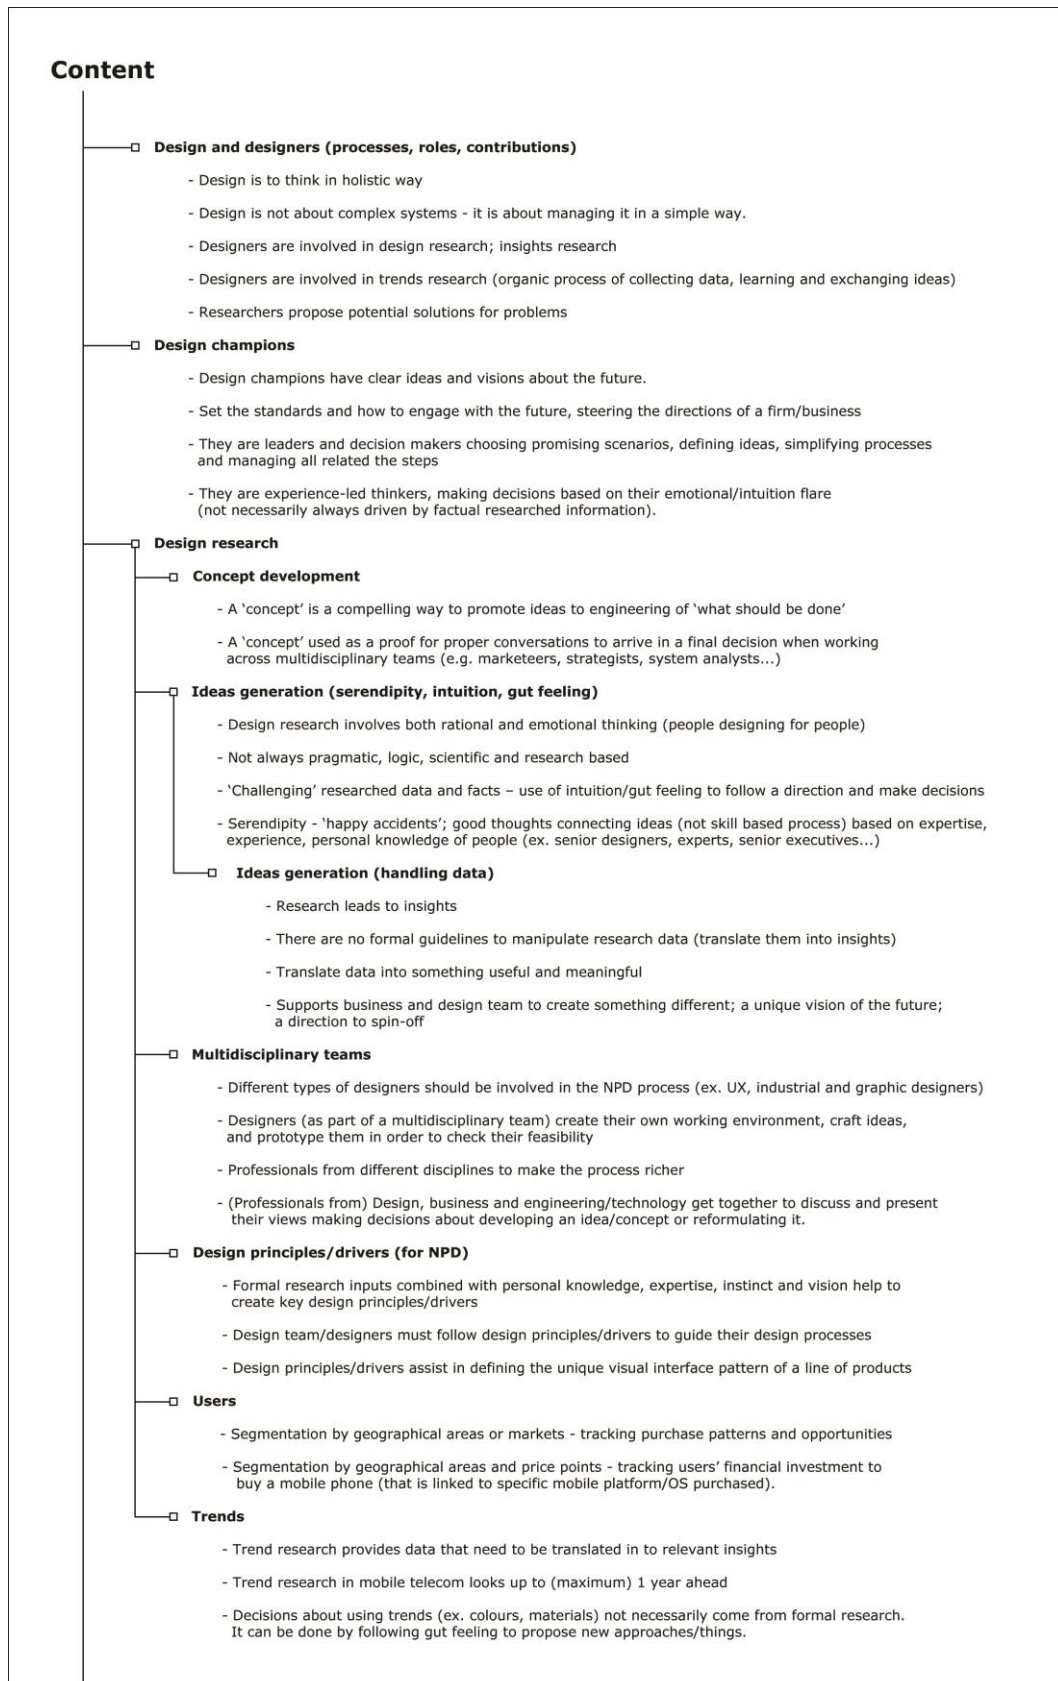 Content
Design and designers (processes, roles, contributions)
- Design is to think in holistic way
- Design is not about complex systems - it is about managing it in a simple way.
- Designers are involved in design research; insights research
- Designers are involved in trends research (organic process of collecting data, learning and exchanging ideas)
- Researchers propose potential solutions for problems
Design champions
- Design champions have clear ideas and visions about the future.
- Set the standards and how to engage with the future, steering the directions of a firm/business
- They are leaders and decision makers choosing promising scenarios, defining ideas, simplifying processes
and managing all related the steps
- They are experience-led thinkers, making decisions based on their emotional/intuition flare
(not necessarily always driven by factual researched information).
Design research
Concept development
- A ‘concept’ is a compelling way to promote ideas to engineering of ‘what should be done’
- A ‘concept’ used as a proof for proper conversations to arrive in a final decision when working
across multidisciplinary teams (e.g. marketeers, strategists, system analysts...)
Ideas generation (serendipity, intuition, gut feeling)
- Design research involves both rational and emotional thinking (people designing for people)
- Not always pragmatic, logic, scientific and research based
- ‘Challenging’ researched data and facts – use of intuition/gut feeling to follow a direction and make decisions
- Serendipity - ‘happy accidents’; good thoughts connecting ideas (not skill based process) based on expertise,
experience, personal knowledge of people (ex. senior designers, experts, senior executives...)
Ideas generation (handling data)
- Research leads to insights
- There are no formal guidelines to manipulate research data (translate them into insights)
- Translate data into something useful and meaningful
- Supports business and design team to create something different; a unique vision of the future;
a direction to spin-off
Multidisciplinary teams
- Different types of designers should be involved in the NPD process (ex. UX, industrial and graphic designers)
- Designers (as part of a multidisciplinary team) create their own working environment, craft ideas,
and prototype them in order to check their feasibility
- Professionals from different disciplines to make the process richer
- (Professionals from) Design, business and engineering/technology get together to discuss and present
their views making decisions about developing an idea/concept or reformulating it.
Design principles/drivers (for NPD)
- Formal research inputs combined with personal knowledge, expertise, instinct and vision help to
create key design principles/drivers
- Design team/designers must follow design principles/drivers to guide their design processes
- Design principles/drivers assist in defining the unique visual interface pattern of a line of products
Users
- Segmentation by geographical areas or markets - tracking purchase patterns and opportunities
- Segmentation by geographical areas and price points - tracking users’ financial investment to
buy a mobile phone (that is linked to specific mobile platform/OS purchased).
Trends
- Trend research provides data that need to be translated in to relevant insights
- Trend research in mobile telecom looks up to (maximum) 1 year ahead
- Decisions about using trends (ex. colours, materials) not necessarily come from formal research.
It can be done by following gut feeling to propose new approaches/things.